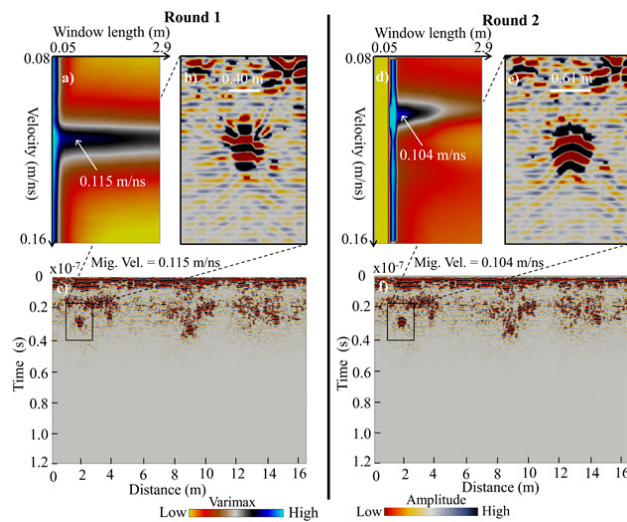 Round 1
Window length (m)
0.05 2.9
0.08
a)
Velocity (m/ns)
0.115 m/ns
0.16
b)
0.40 m
Mig. Vel. = 0.115 m/ns
x10-7
c)
0
0.2
0.4
0.6
0.8
1.0
1.2
Time (s)
0 2 4 6 8 10 12 14 16
Distance (m)
Low Varimax High
Round 2
Window length (m)
0.05 2.9
0.08
d)
Velocity (m/ns)
0.104 m/ns
0.16
e)
0.61 m
Mig. Vel. = 0.104 m/ns
x10-7
f)
0
0.2
0.4
0.6
0.8
1.0
1.2
Time (s)
0 2 4 6 8 10 12 14 16
Distance (m)
Low Amplitude High